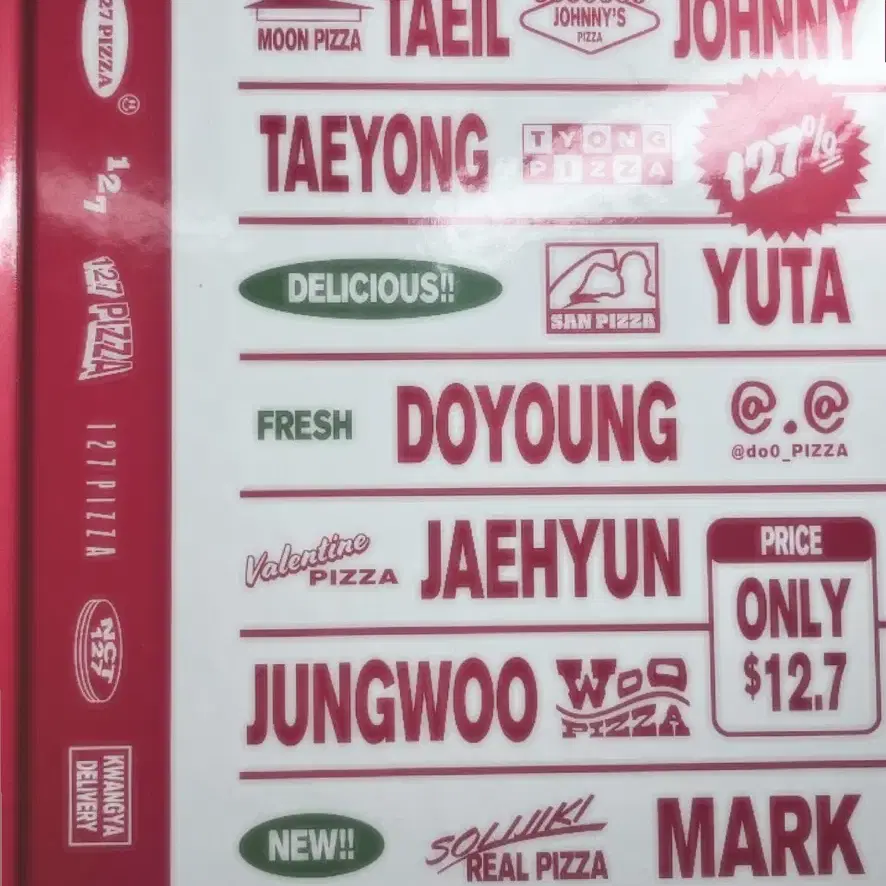 127 PIZZA
127
127 PIZZA
127 PIZZA
NCT 127
KWANGYA
DELIVERY
MOON PIZZA TAEIL JOHNNY'S PIZZA JOHNNY
TAEYONG TYONG PIZZA 127%
DELICIOUS!! SAN PIZZA YUTA
FRESH DOYOUNG @.@
@do0_PIZZA
Valentine PIZZA JAEHYUN PRICE
ONLY
$12.7
JUNGWOO WOO PIZZA
NEW!! REAL PIZZA MARK